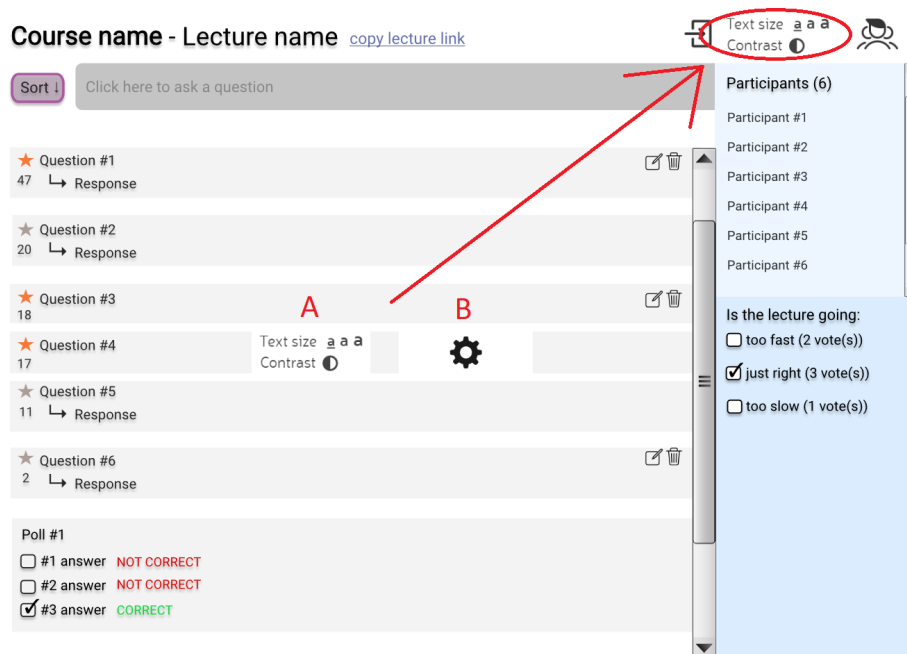 Course name - Lecture name copy lecture link
Text size a a a
Contrast
Sort ↓
Click here to ask a question
Participants (6)
Participant #1
Participant #2
Participant #3
Participant #4
Participant #5
Participant #6
Question #1
47 Response
Question #2
20 Response
Question #3
18
A
B
Question #4
17
Text size a a a
Contrast
Question #5
11 Response
Question #6
2 Response
Poll #1
#1 answer NOT CORRECT
#2 answer NOT CORRECT
#3 answer CORRECT
Is the lecture going:
too fast (2 vote(s))
just right (3 vote(s))
too slow (1 vote(s))